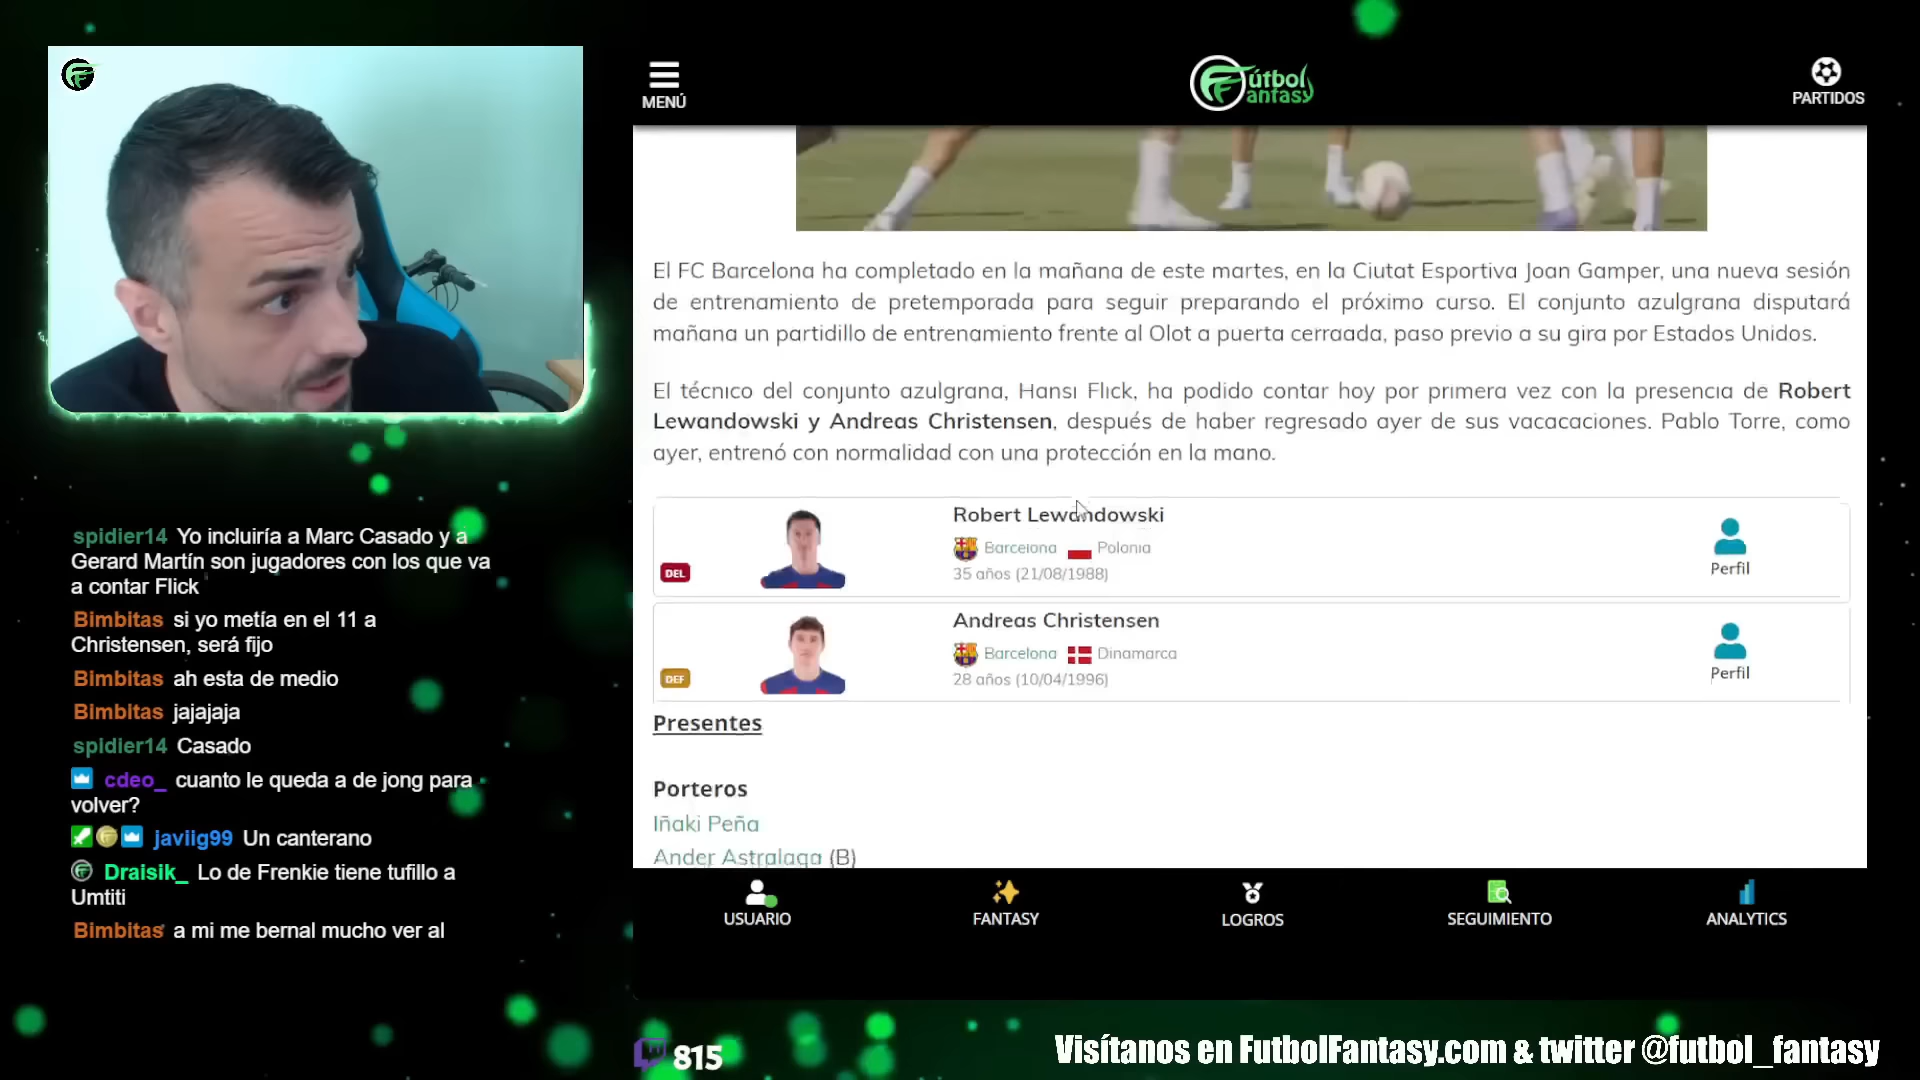 MENÚ
Fútbol
Fantasy
PARTIDOS
El FC Barcelona ha completado en la mañana de este martes, en la Ciutat Esportiva Joan Gamper, una nueva sesión
de entrenamiento de pretemporada para seguir preparando el próximo curso. El conjunto azulgrana disputará
mañana un partidillo de entrenamiento frente al Olot a puerta cerraada, paso previo a su gira por Estados Unidos.
El técnico del conjunto azulgrana, Hansi Flick, ha podido contar hoy por primera vez con la presencia de Robert
Lewandowski y Andreas Christensen, después de haber regresado ayer de sus vacacaciones. Pablo Torre, como
ayer, entrenó con normalidad con una protección en la mano.
Robert Lewandowski
Barcelona Polonia
35 años (21/08/1988)
DEL
Perfil
Andreas Christensen
Barcelona Dinamarca
28 años (10/04/1996)
DEF
Perfil
Presentes
Porteros
Iñaki Peña
Ander Astralaga (B)
USUARIO
FANTASY
LOGROS
SEGUIMIENTO
ANALYTICS
spidier14 Yo incluiría a Marc Casado y a
Gerard Martín son jugadores con los que va
a contar Flick
Bimbitas si yo metía en el 11 a
Christensen, será fijo
Bimbitas ah esta de medio
Bimbitas jajajaja
spidier14 Casado
cdeo_ cuanto le queda a de jong para
volver?
javiig99 Un canterano
Draisik_ Lo de Frenkie tiene tufillo a
Umtiti
Bimbitas a mi me bernal mucho ver al
815
Visítanos en FutbolFantasy.com & twitter @futbol_fantasy